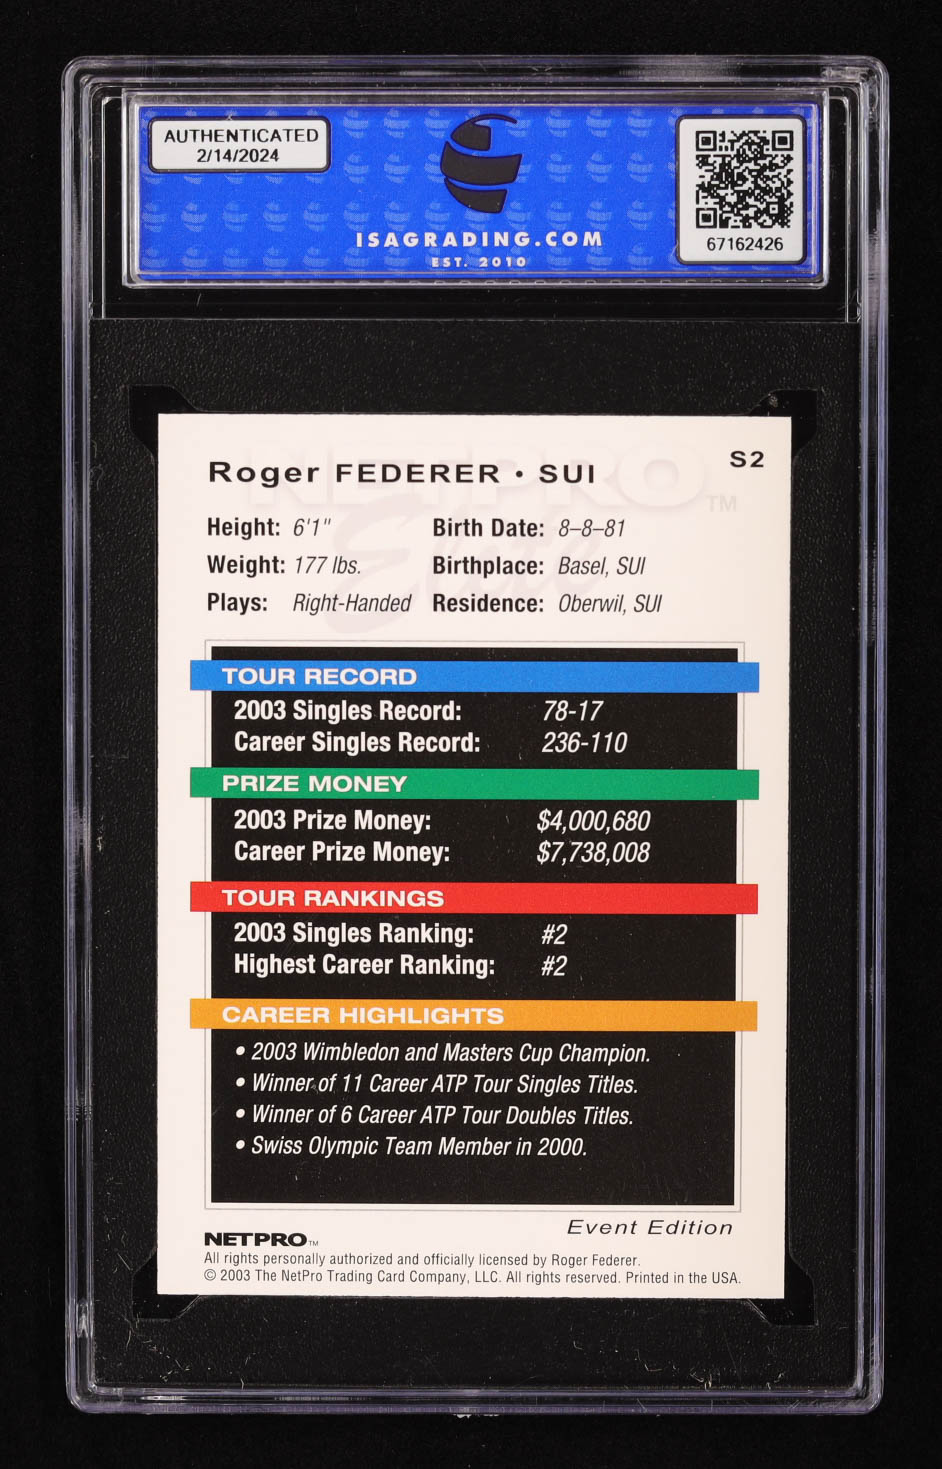 AUTHENTICATED
2/14/2024
ISAGRADING.COM
EST. 2010
67162426
S2
Roger FEDERER • SUI
NETPRO™
Elite
Height: 6'1" Birth Date: 8–8–81
Weight: 177 lbs. Birthplace: Basel, SUI
Plays: Right-Handed Residence: Oberwil, SUI
TOUR RECORD
2003 Singles Record: 78-17
Career Singles Record: 236-110
PRIZE MONEY
2003 Prize Money: $4,000,680
Career Prize Money: $7,738,008
TOUR RANKINGS
2003 Singles Ranking: #2
Highest Career Ranking: #2
CAREER HIGHLIGHTS
• 2003 Wimbledon and Masters Cup Champion.
• Winner of 11 Career ATP Tour Singles Titles.
• Winner of 6 Career ATP Tour Doubles Titles.
• Swiss Olympic Team Member in 2000.
Event Edition
NETPRO™
All rights personally authorized and officially licensed by Roger Federer.
© 2003 The NetPro Trading Card Company, LLC. All rights reserved. Printed in the USA.